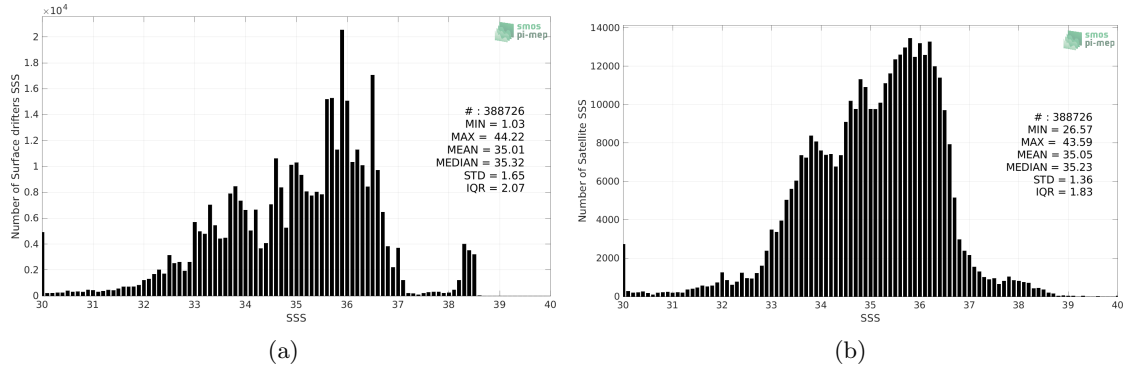 ×10⁴
smos
pi-mep
2
1.8
1.6
1.4
1.2
1
0.8
0.6
0.4
0.2
0
Number of Surface drifters SSS
# : 388726
MIN = 1.03
MAX = 44.22
MEAN = 35.01
MEDIAN = 35.32
STD = 1.65
IQR = 2.07
30 31 32 33 34 35 36 37 38 39 40
SSS
(a)
smos
pi-mep
14000
12000
10000
8000
6000
4000
2000
0
Number of Satellite SSS
# : 388726
MIN = 26.57
MAX = 43.59
MEAN = 35.05
MEDIAN = 35.23
STD = 1.36
IQR = 1.83
30 31 32 33 34 35 36 37 38 39 40
SSS
(b)